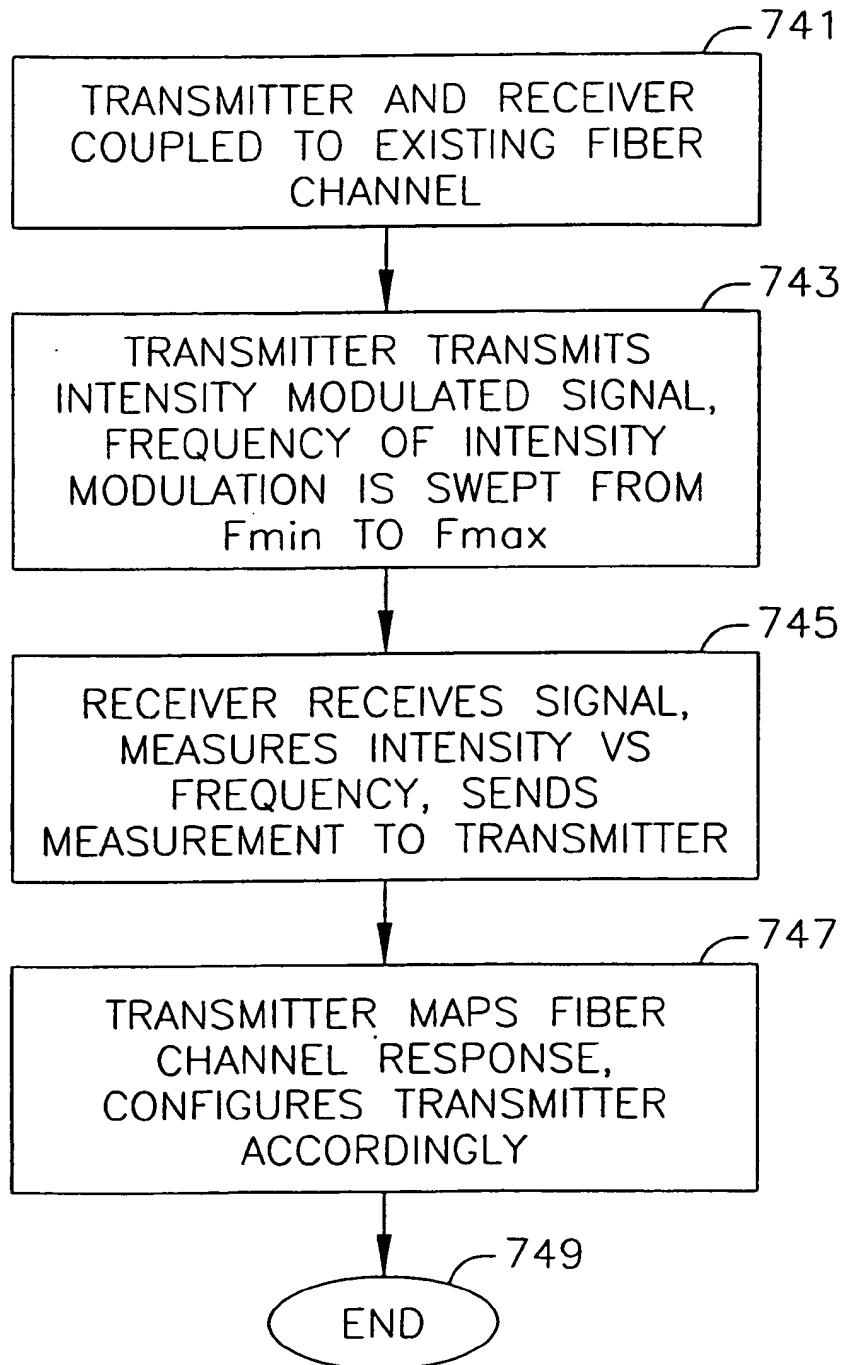 741
TRANSMITTER AND RECEIVER
COUPLED TO EXISTING FIBER
CHANNEL
743
TRANSMITTER TRANSMITS
INTENSITY MODULATED SIGNAL,
FREQUENCY OF INTENSITY
MODULATION IS SWEPT FROM
Fmin TO Fmax
745
RECEIVER RECEIVES SIGNAL,
MEASURES INTENSITY VS
FREQUENCY, SENDS
MEASUREMENT TO TRANSMITTER
747
TRANSMITTER MAPS FIBER
CHANNEL RESPONSE,
CONFIGURES TRANSMITTER
ACCORDINGLY
749
END